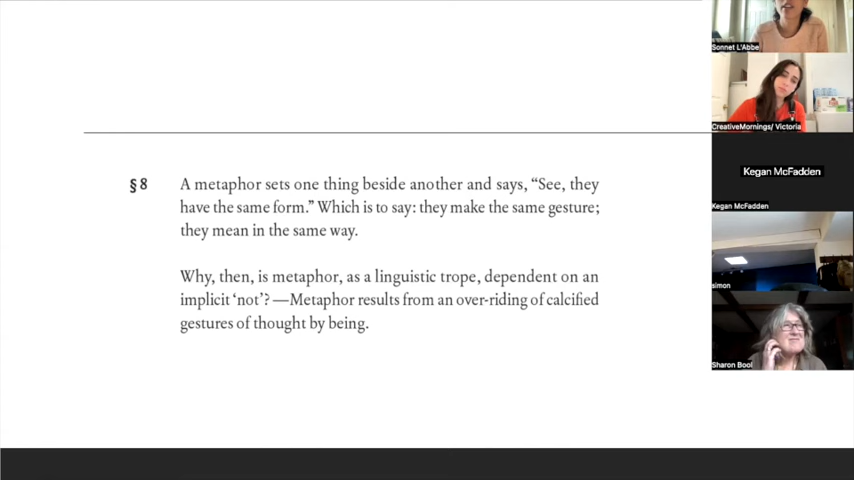 § 8
A metaphor sets one thing beside another and says, “See, they
have the same form.” Which is to say: they make the same gesture;
they mean in the same way.
Why, then, is metaphor, as a linguistic trope, dependent on an
implicit ‘not’? —Metaphor results from an over-riding of calcified
gestures of thought by being.
Sonnet L'Abbe
CreativeMornings/ Victoria
Kegan McFadden
Kegan McFadden
simon
Sharon Bool